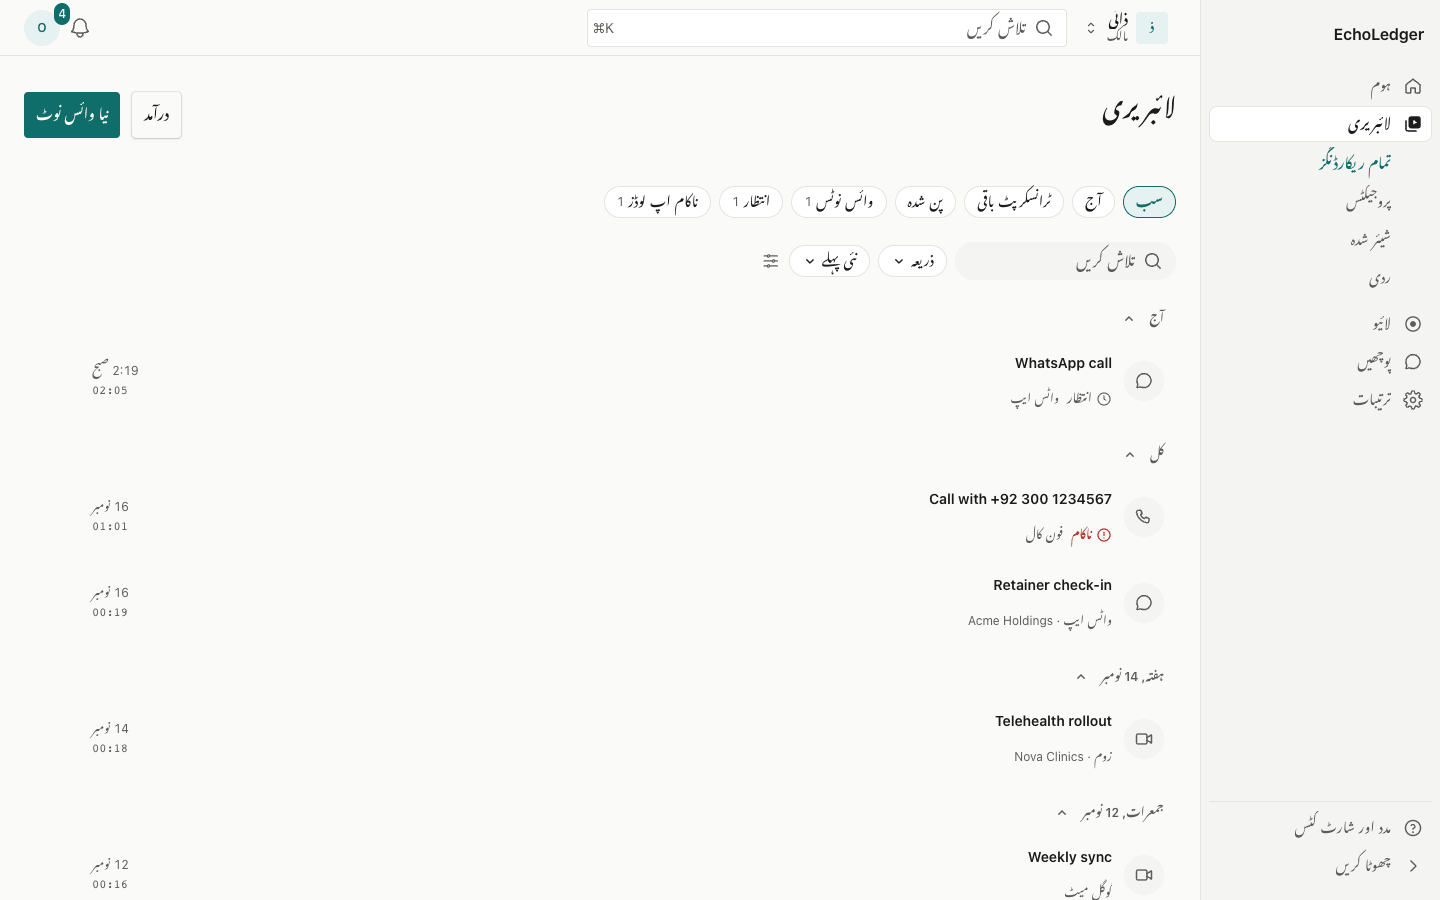 EchoLedger
ہوم
لائبریری
تمام ریکارڈنگز
پروجیکٹس
شیئر شدہ
ردی
لائیو
پوچھیں
ترتیبات
مدد اور شارٹ کٹس
چھوٹا کریں
ذ
ذاتی
مالک
تلاش کریں
⌘K
4
O
لائبریری
درآمد
نیا وائس نوٹ
سب
آج
ٹرانسکرپٹ باقی
پن شدہ
وائس نوٹس 1
انتظار 1
ناکام اپ لوڈز 1
تلاش کریں
ذریعہ
نئی پہلے
آج
WhatsApp call
انتظار واٹس ایپ
2:19 صبح
02:05
کل
Call with +92 300 1234567
ناکام فون کال
16 نومبر
01:01
Retainer check-in
واٹس ایپ · Acme Holdings
16 نومبر
00:19
ہفتہ, 14 نومبر
Telehealth rollout
زوم · Nova Clinics
14 نومبر
00:18
جمعرات, 12 نومبر
Weekly sync
گوگل میٹ
12 نومبر
00:16